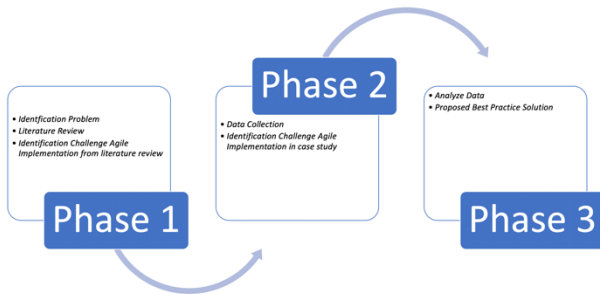 Phase 1
• Identfication Problem
• Literature Review
• Identification Challenge Agile
Implementation from literature review
Phase 2
• Data Collection
• Identification Challenge Agile
Implementation in case study
Phase 3
• Analyze Data
• Proposed Best Practice Solution